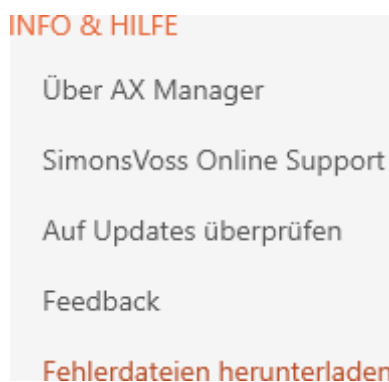 INFO & HILFE
Über AX Manager
SimonsVoss Online Support
Auf Updates überprüfen
Feedback
Fehlerdateien herunterladen